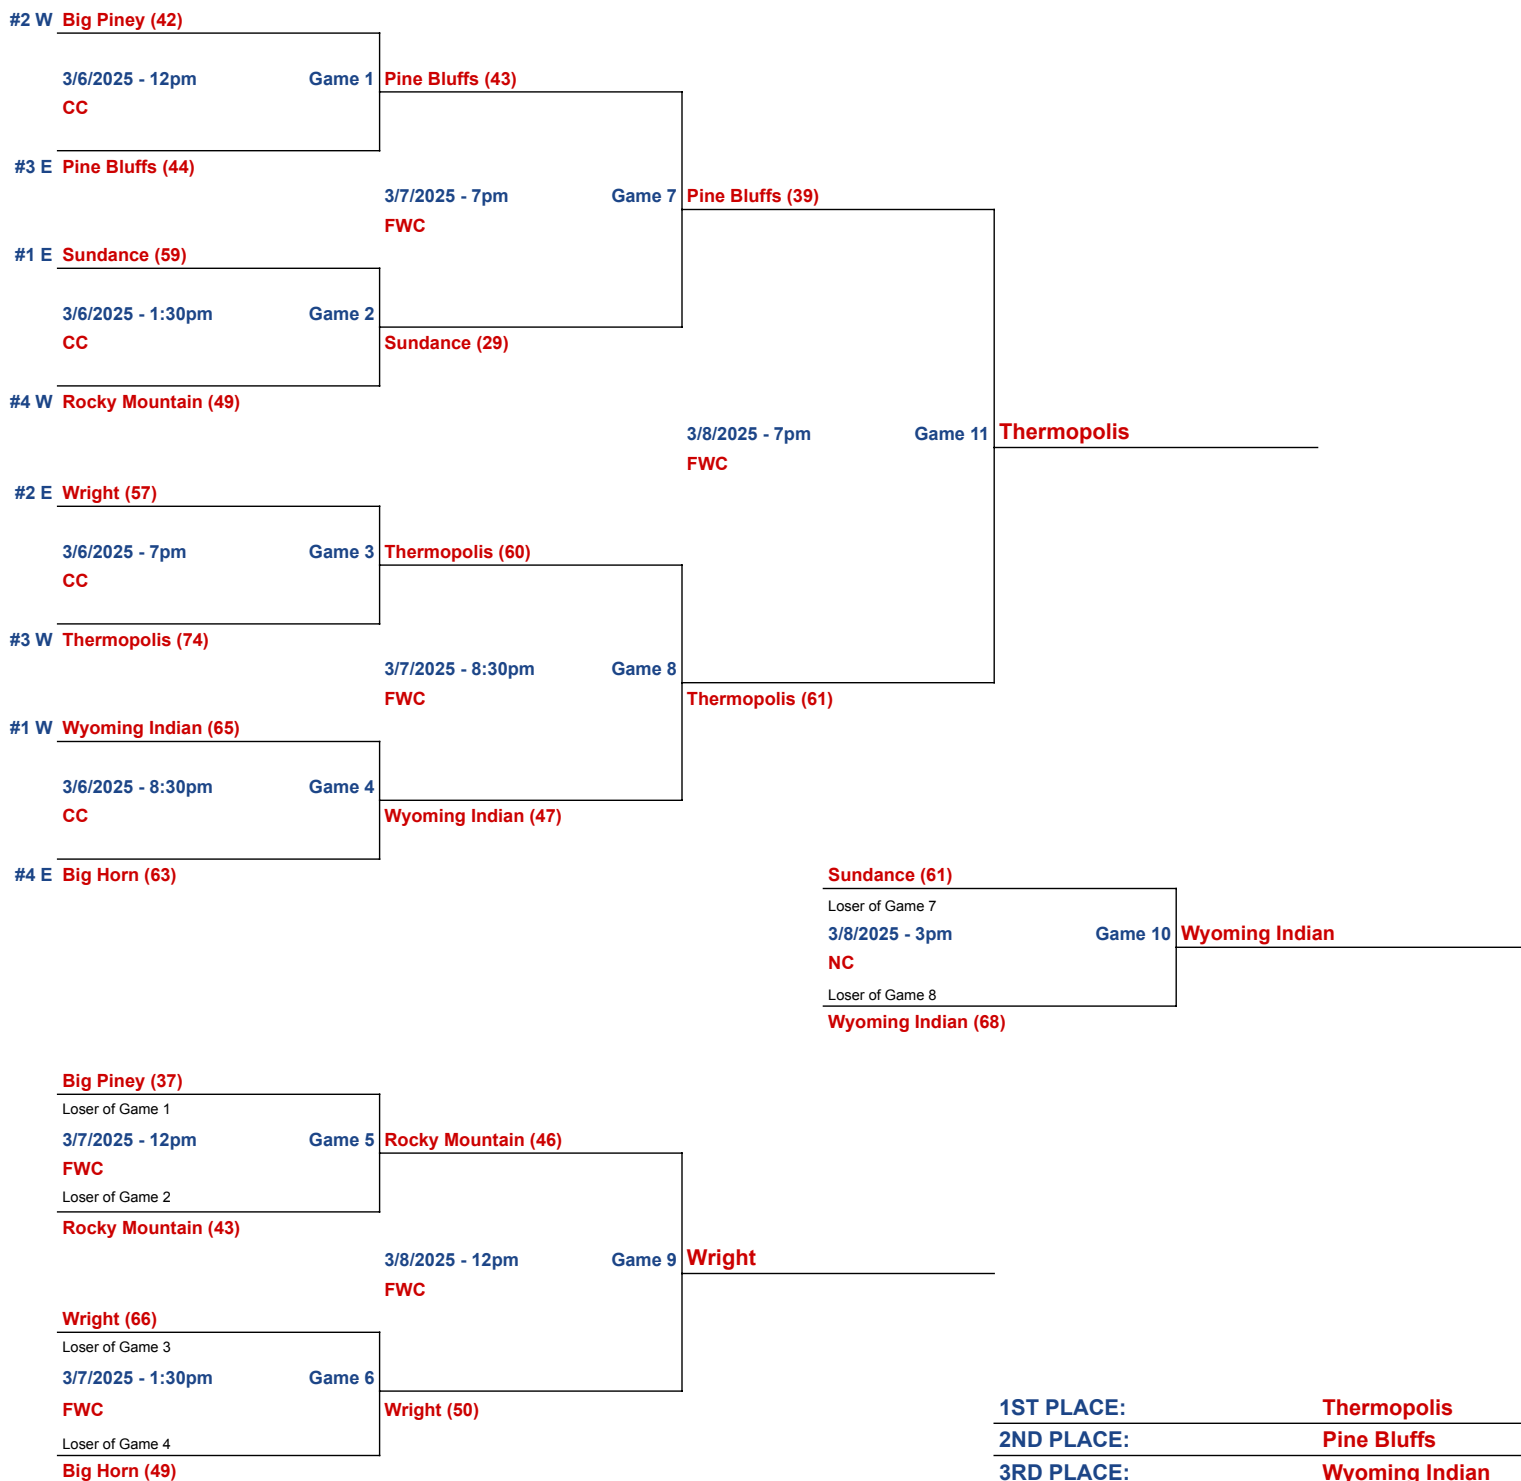 #2 W Big Piney (42)
3/6/2025 - 12pm Game 1 Pine Bluffs (43)
CC
#3 E Pine Bluffs (44)
3/7/2025 - 7pm Game 7 Pine Bluffs (39)
FWC
#1 E Sundance (59)
3/6/2025 - 1:30pm Game 2
CC Sundance (29)
#4 W Rocky Mountain (49)
3/8/2025 - 7pm Game 11 Thermopolis
FWC
#2 E Wright (57)
3/6/2025 - 7pm Game 3 Thermopolis (60)
CC
#3 W Thermopolis (74)
3/7/2025 - 8:30pm Game 8
FWC Thermopolis (61)
#1 W Wyoming Indian (65)
3/6/2025 - 8:30pm Game 4
CC Wyoming Indian (47)
#4 E Big Horn (63) Sundance (61)
Loser of Game 7
3/8/2025 - 3pm Game 10 Wyoming Indian
NC
Loser of Game 8
Wyoming Indian (68)
Big Piney (37)
Loser of Game 1
3/7/2025 - 12pm Game 5 Rocky Mountain (46)
FWC
Loser of Game 2
Rocky Mountain (43)
3/8/2025 - 12pm Game 9 Wright
FWC
Wright (66)
Loser of Game 3
3/7/2025 - 1:30pm Game 6
FWC Wright (50) 1ST PLACE: Thermopolis
Loser of Game 4 2ND PLACE: Pine Bluffs
Big Horn (49) 3RD PLACE: Wyoming Indian